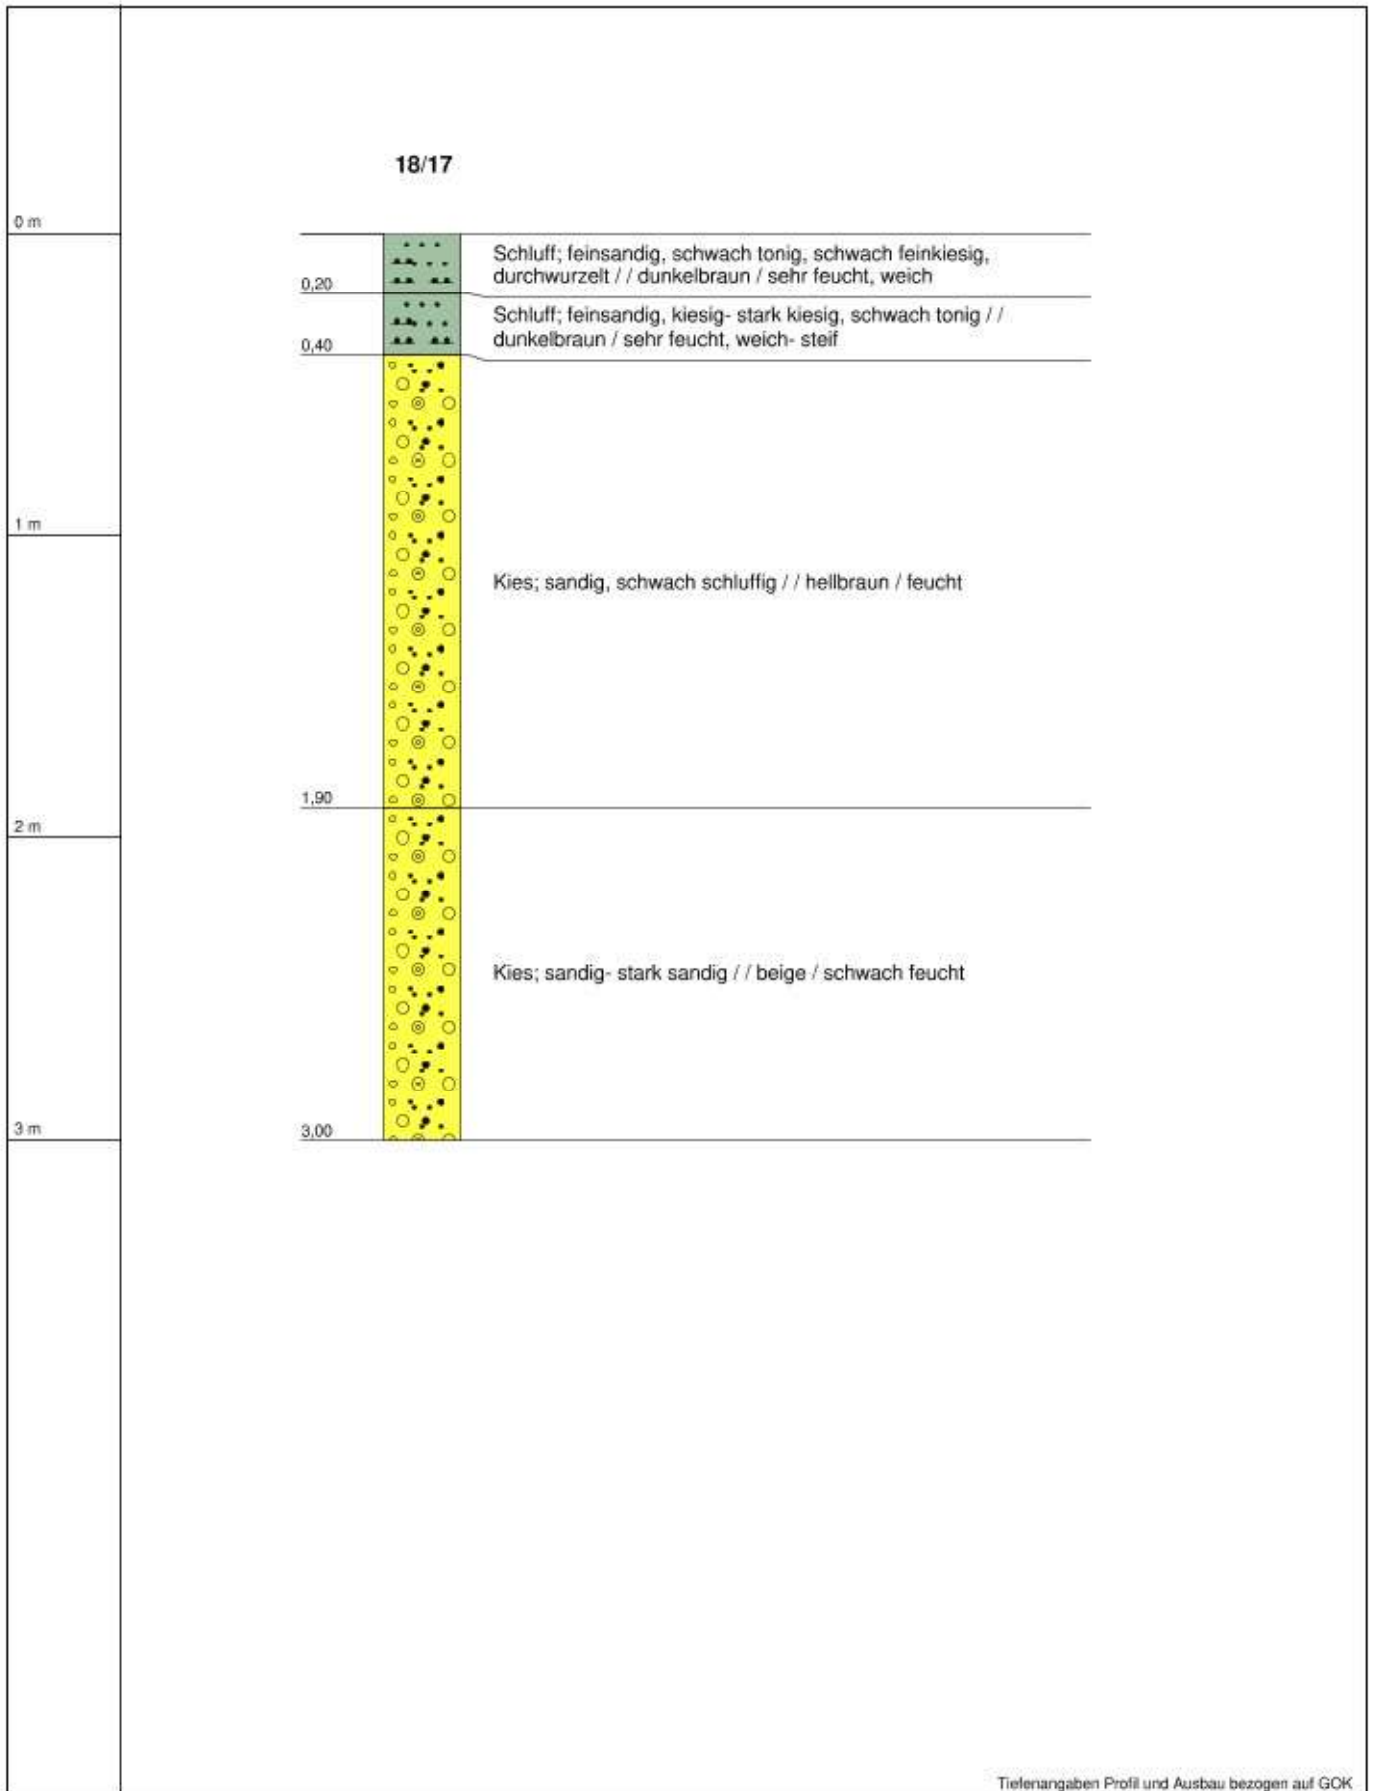 18/17
0 m
Schluff; feinsandig, schwach tonig, schwach feinkiesig,
durchwurzelt / / dunkelbraun / sehr feucht, weich
0,20
Schluff; feinsandig, kiesig- stark kiesig, schwach tonig / /
dunkelbraun / sehr feucht, weich- steif
0,40
1 m
Kies; sandig, schwach schluffig / / hellbraun / feucht
1,90
2 m
Kies; sandig- stark sandig / / beige / schwach feucht
3 m
3,00
Tiefenangaben Profil und Ausbau bezogen auf GOK